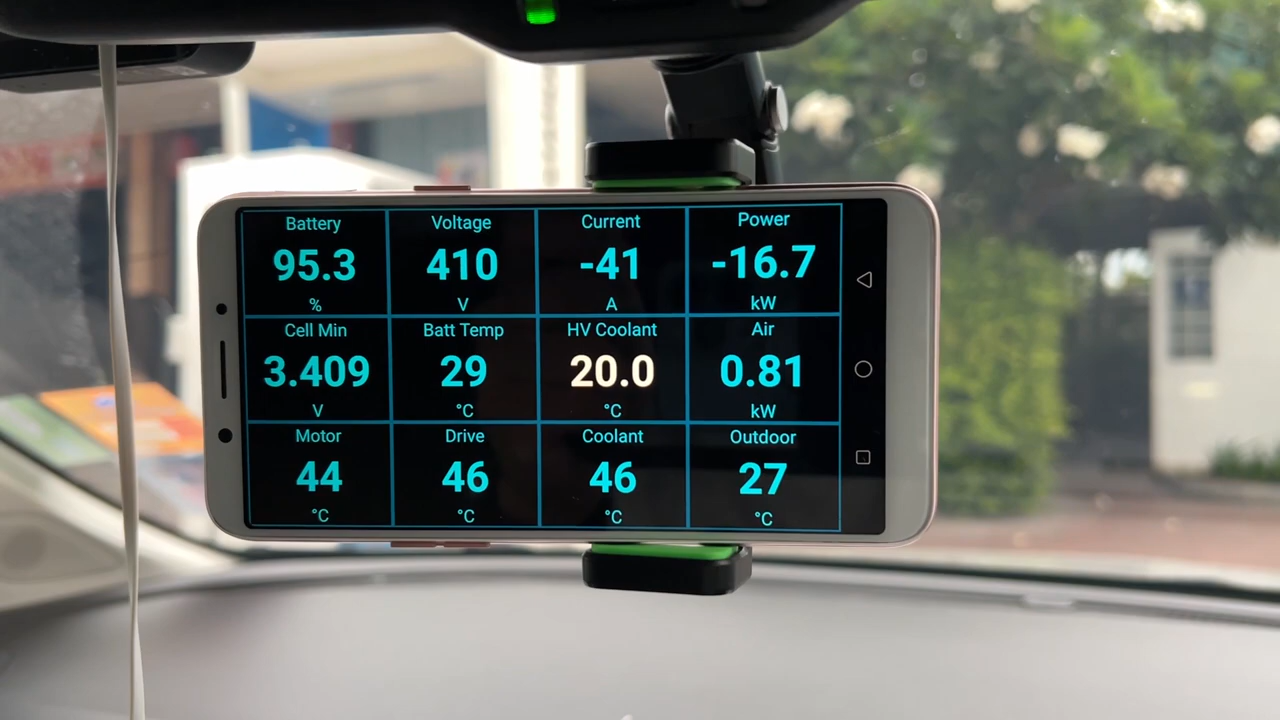 Battery Voltage Current Power
95.3 410 -41 -16.7
% V A kW
Cell Min Batt Temp HV Coolant Air
3.409 29 20.0 0.81
V °C °C kW
Motor Drive Coolant Outdoor
44 46 46 27
°C °C °C °C